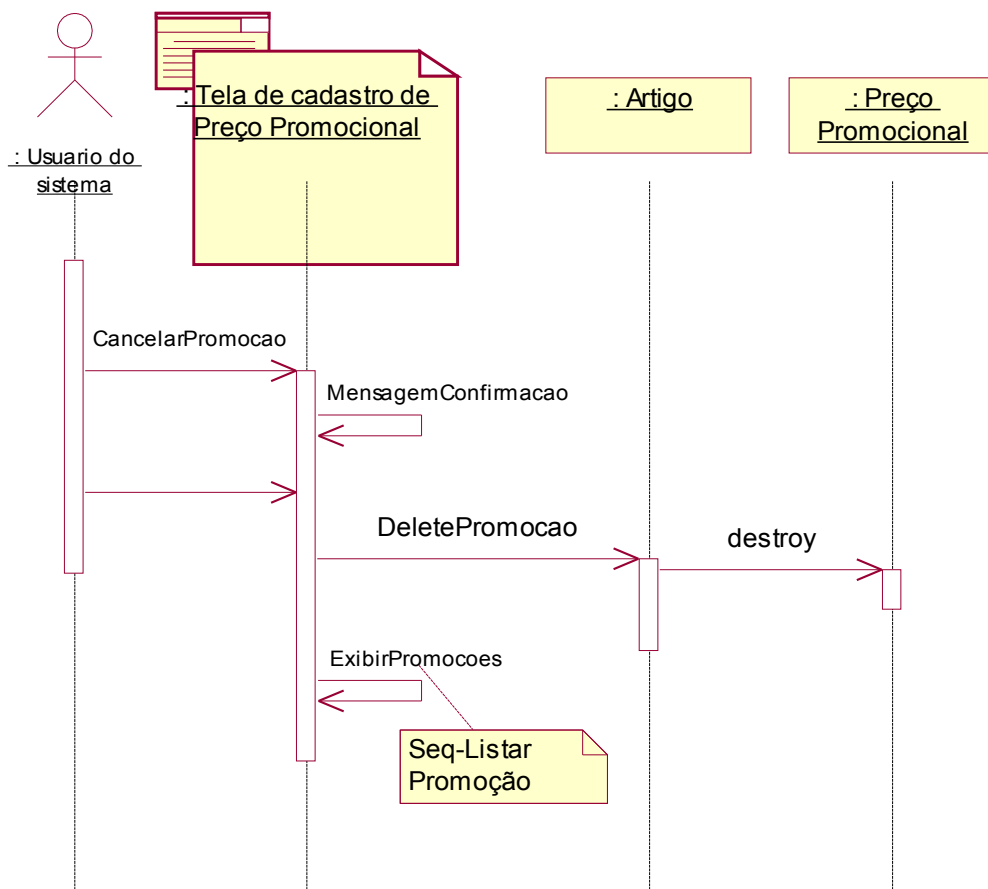 : Tela de cadastro de
Preço Promocional
: Artigo
: Preço
Promocional
: Usuario do
sistema
CancelarPromocao
MensagemConfirmacao
DeletePromocao
destroy
ExibirPromocoes
Seq-Listar
Promoção